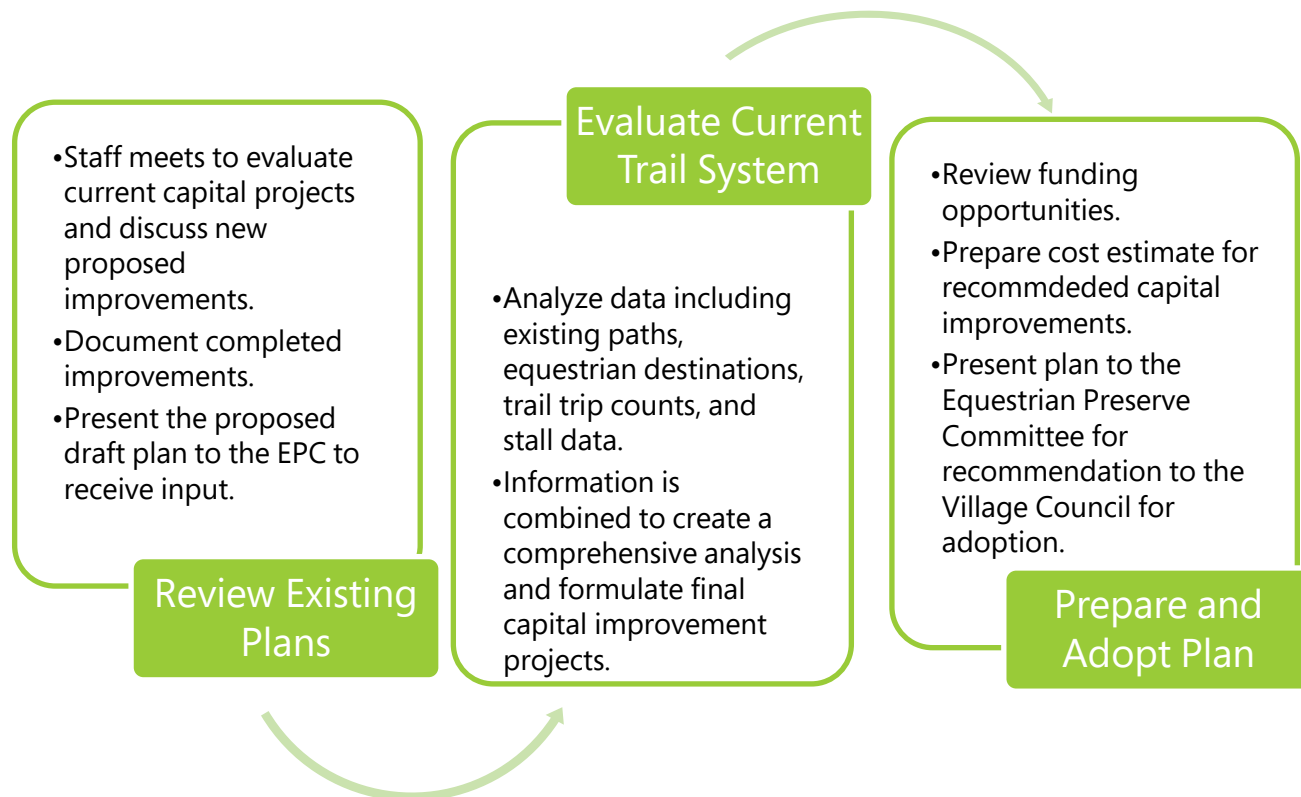 •Staff meets to evaluate
current capital projects
and discuss new
proposed
improvements.
•Document completed
improvements.
•Present the proposed
draft plan to the EPC to
receive input.
Review Existing
Plans
Evaluate Current
Trail System
•Analyze data including
existing paths,
equestrian destinations,
trail trip counts, and
stall data.
•Information is
combined to create a
comprehensive analysis
and formulate final
capital improvement
projects.
•Review funding
opportunities.
•Prepare cost estimate for
recommdeded capital
improvements.
•Present plan to the
Equestrian Preserve
Committee for
recommendation to the
Village Council for
adoption.
Prepare and
Adopt Plan